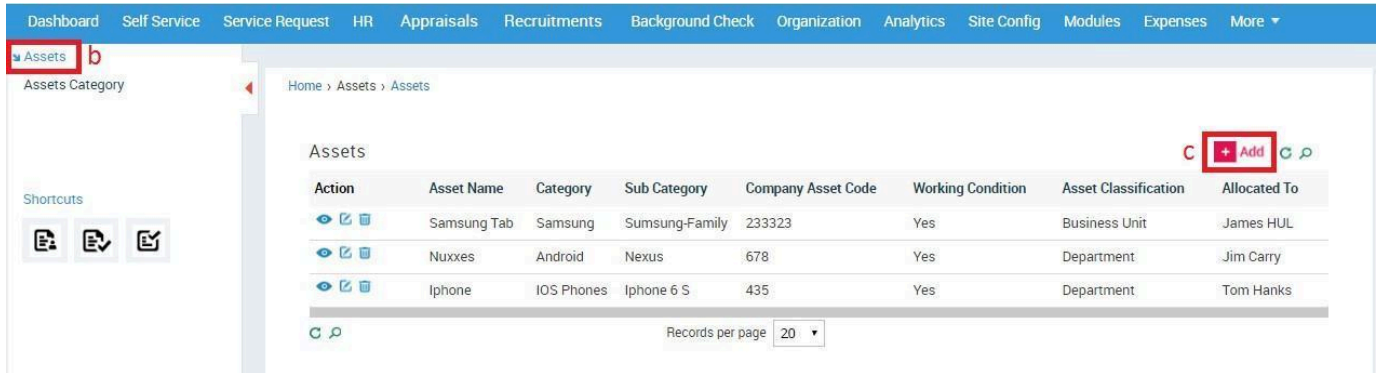 Dashboard Self Service Service Request HR Appraisals Recruitments Background Check Organization Analytics Site Config Modules Expenses More
Assets b
Assets Category
Home › Assets › Assets
Assets
c + Add
Action Asset Name Category Sub Category Company Asset Code Working Condition Asset Classification Allocated To
Samsung Tab Samsung Sumsung-Family 233323 Yes Business Unit James HUL
Nuxxes Android Nexus 678 Yes Department Jim Carry
Iphone IOS Phones Iphone 6 S 435 Yes Department Tom Hanks
Records per page 20
Shortcuts